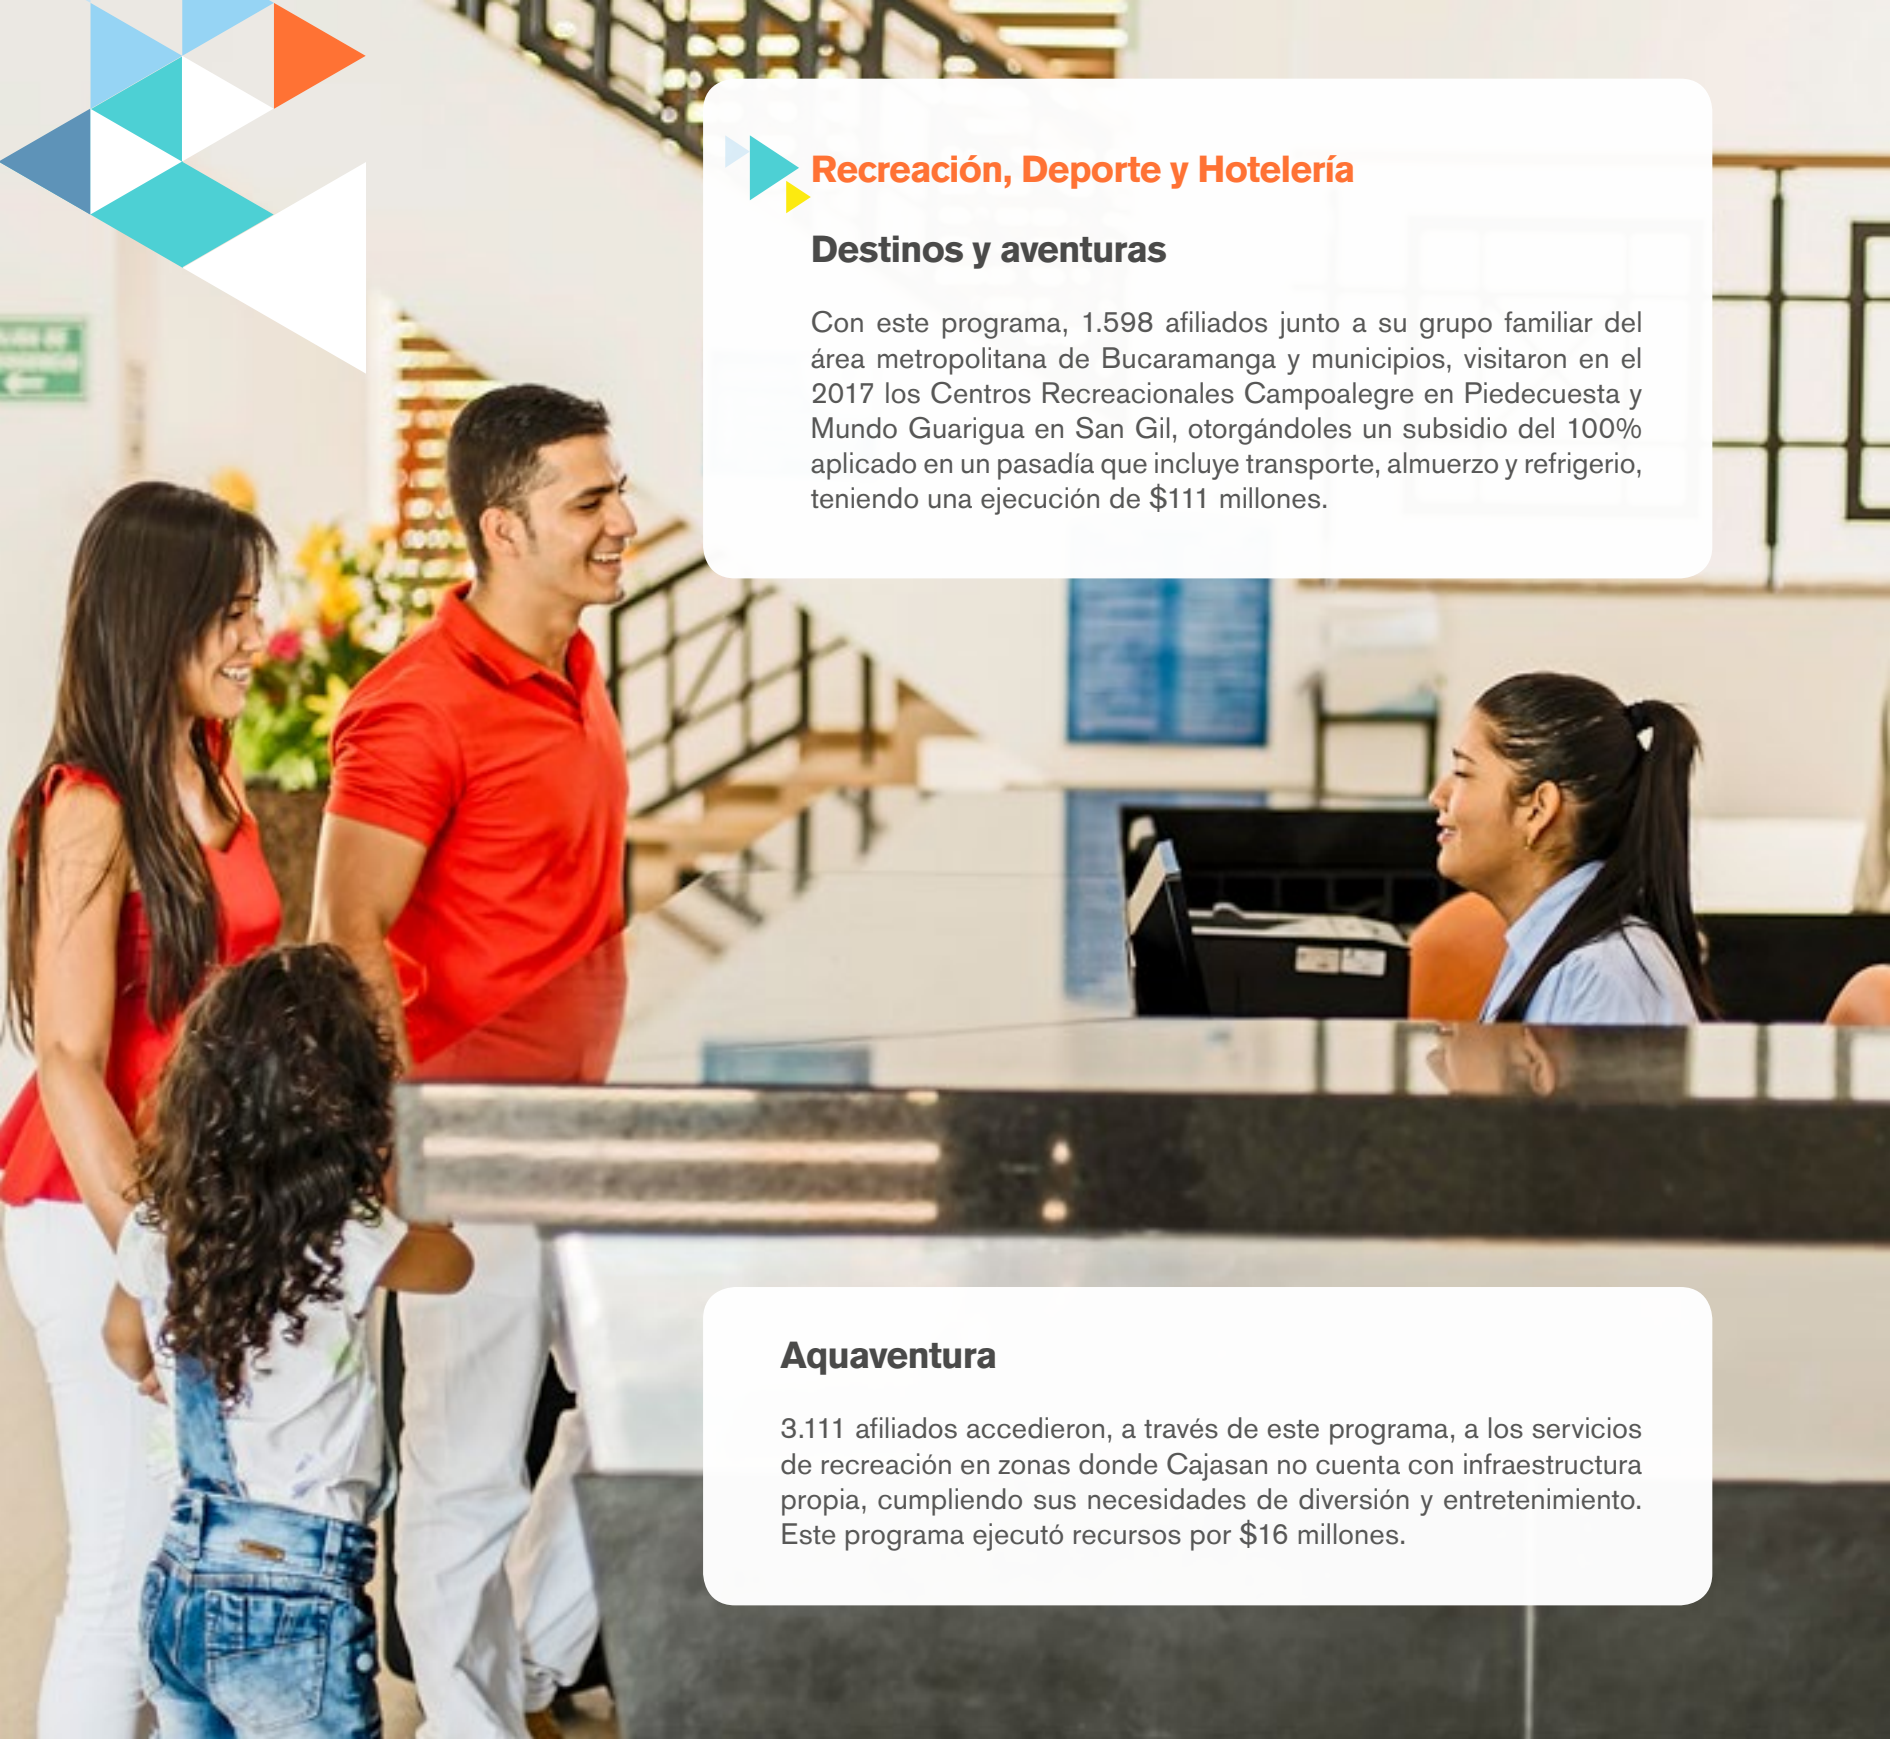 Recreación, Deporte y Hotelería
Destinos y aventuras
Con este programa, 1.598 afiliados junto a su grupo familiar del
área metropolitana de Bucaramanga y municipios, visitaron en el
2017 los Centros Recreacionales Campoalegre en Piedecuesta y
Mundo Guarigua en San Gil, otorgándoles un subsidio del 100%
aplicado en un pasadía que incluye transporte, almuerzo y refrigerio,
teniendo una ejecución de $111 millones.
Aquaventura
3.111 afiliados accedieron, a través de este programa, a los servicios
de recreación en zonas donde Cajasan no cuenta con infraestructura
propia, cumpliendo sus necesidades de diversión y entretenimiento.
Este programa ejecutó recursos por $16 millones.